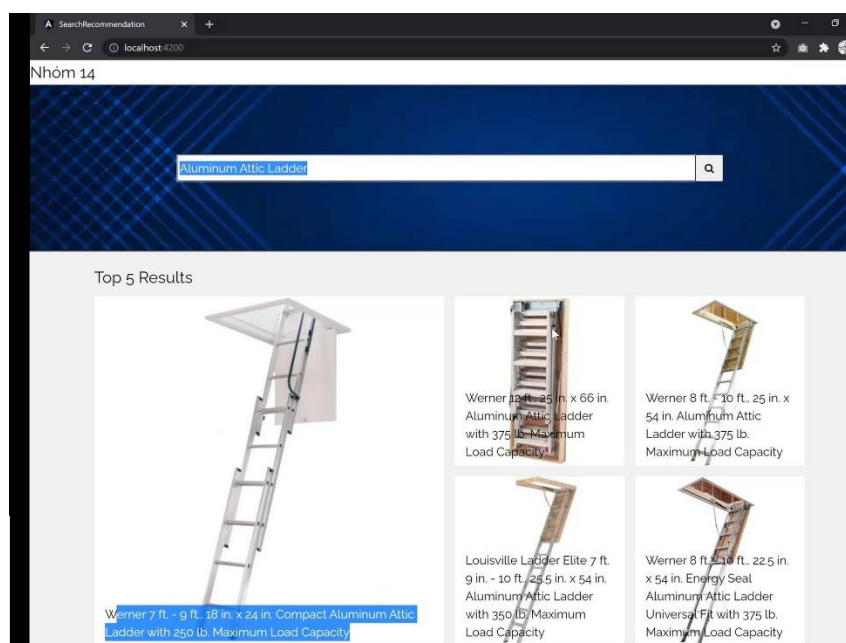 SearchRecommendation
localhost:4200
Nhóm 14
Aluminum Attic Ladder
Top 5 Results
Werner 7 ft. - 9 ft., 18 in. x 24 in. Compact Aluminum Attic
Ladder with 250 lb. Maximum Load Capacity
Werner 12 ft., 25 in. x 66 in.
Aluminum Attic Ladder
with 375 lb. Maximum
Load Capacity
Werner 8 ft. - 10 ft., 25 in. x
54 in. Aluminum Attic
Ladder with 375 lb.
Maximum Load Capacity
Louisville Ladder Elite 7 ft.
9 in. - 10 ft., 25.5 in. x 54 in.
Aluminum Attic Ladder
with 350 lb. Maximum
Load Capacity
Werner 8 ft. - 10 ft., 22.5 in.
x 54 in. Energy Seal
Aluminum Attic Ladder
Universal Fit with 375 lb.
Maximum Load Capacity